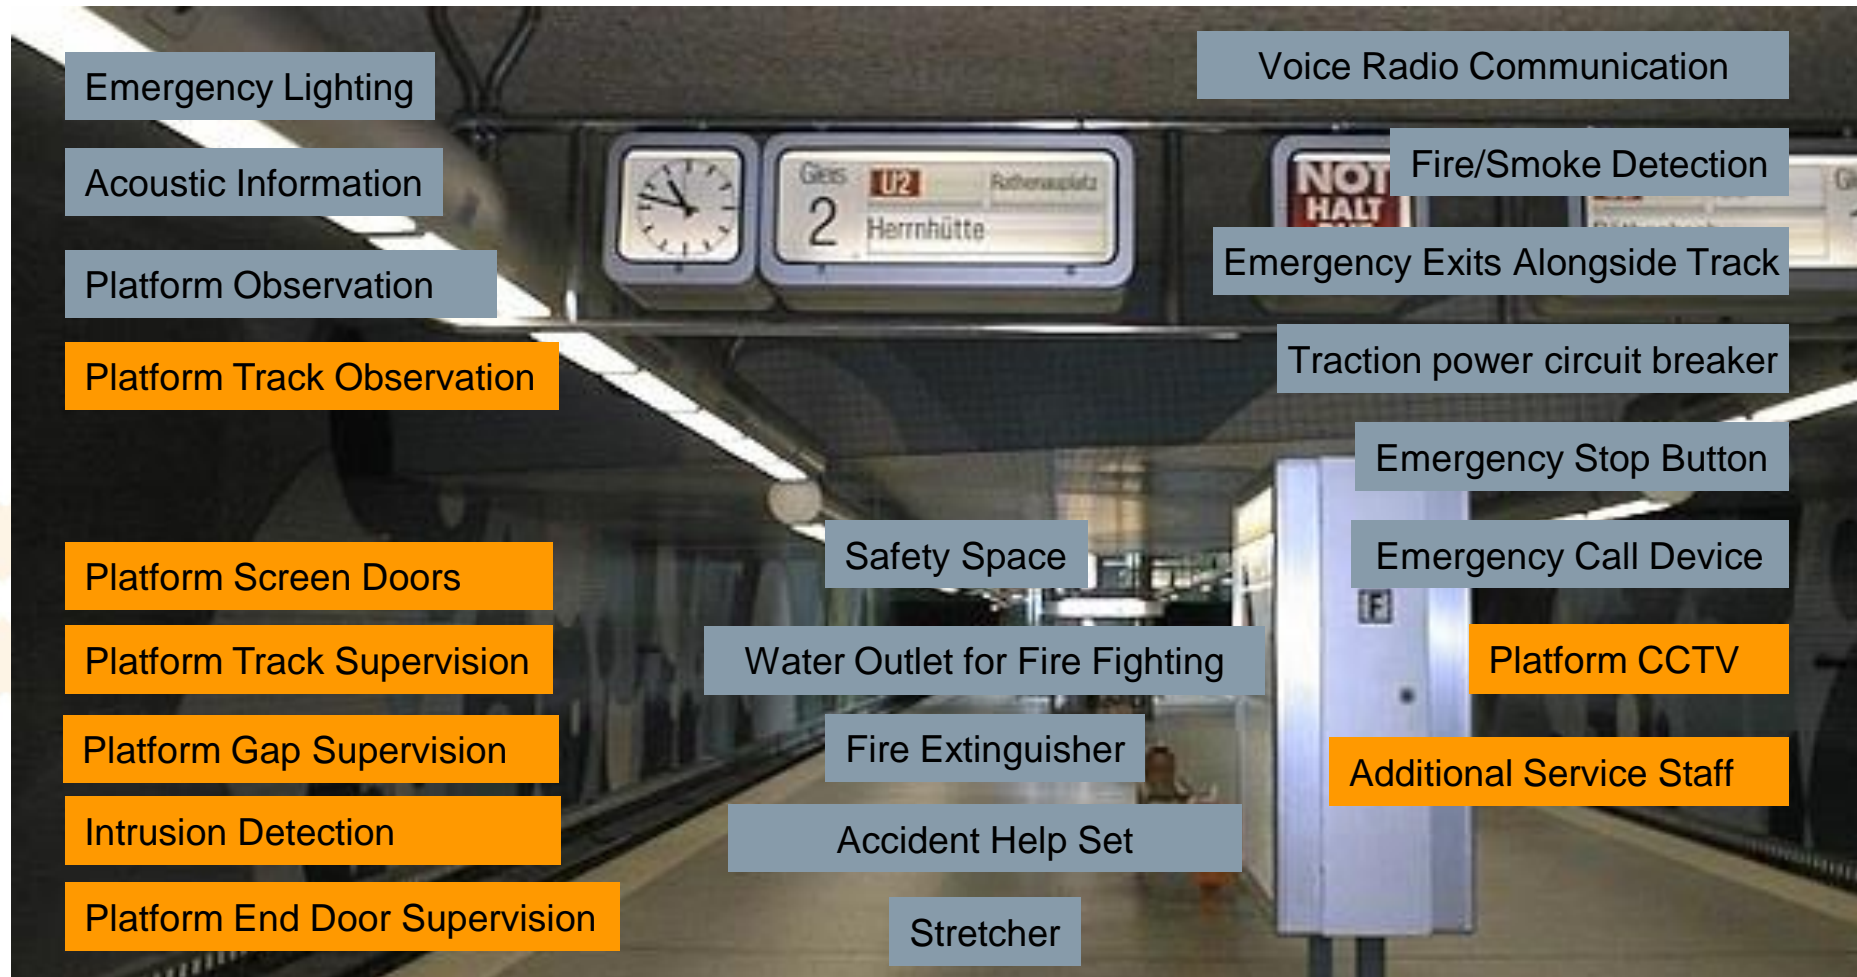 Emergency Lighting
Voice Radio Communication
Acoustic Information
Fire/Smoke Detection
Gleis
2
U2
Rathenauplatz
Herrnhütte
NOT
HALT
Platform Observation
Emergency Exits Alongside Track
Platform Track Observation
Traction power circuit breaker
Emergency Stop Button
Safety Space
Emergency Call Device
Platform Screen Doors
F
Platform Track Supervision
Water Outlet for Fire Fighting
Platform CCTV
Platform Gap Supervision
Fire Extinguisher
Additional Service Staff
Intrusion Detection
Accident Help Set
Platform End Door Supervision
Stretcher